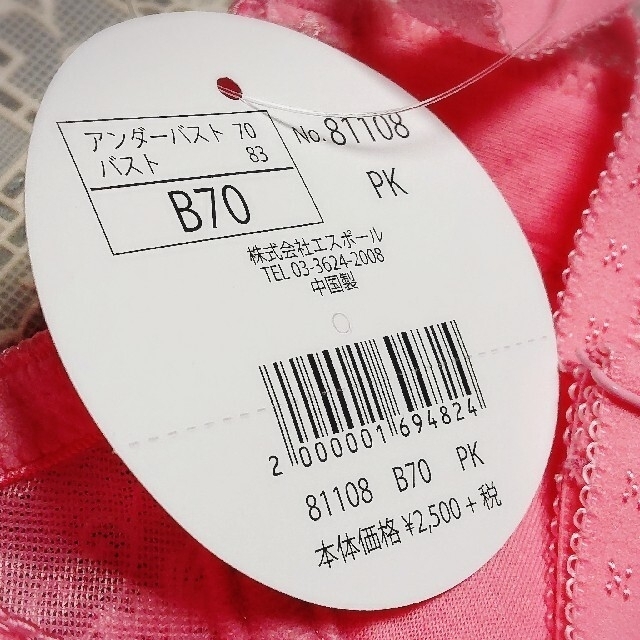 アンダーバスト 70
バスト 83
B70
No. 81108
PK
株式会社エスポール
TEL 03-3624-2008
中国製
2 000001 694824
81108 B70 PK
本体価格 ¥2,500 + 税